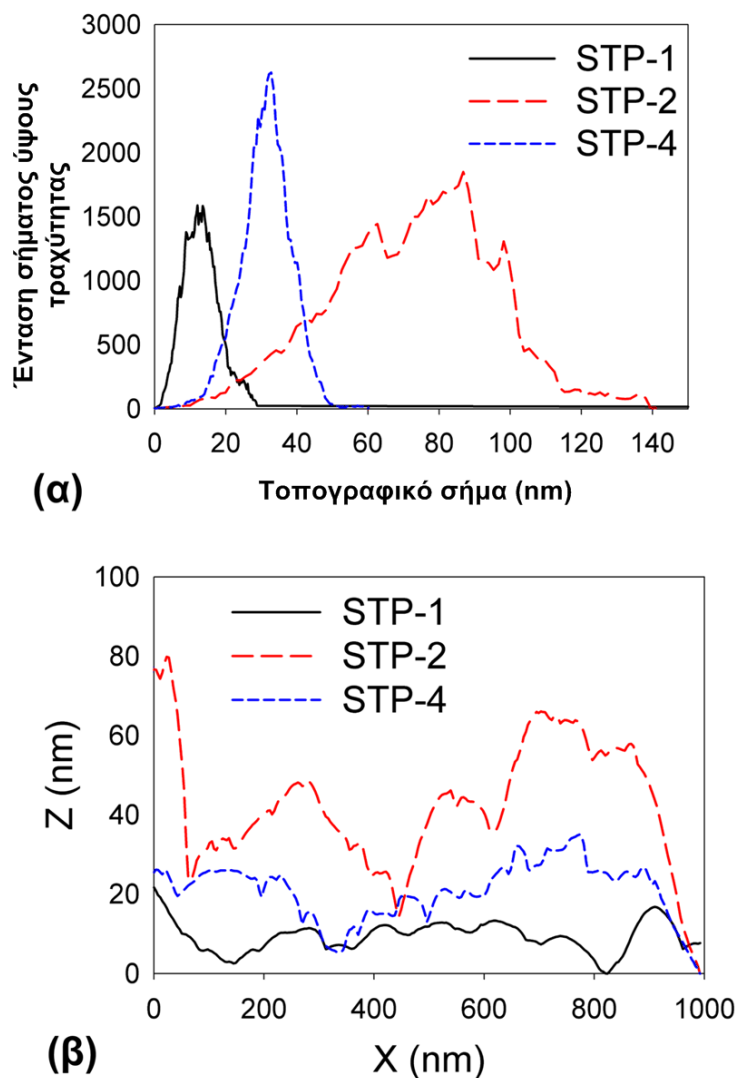 3000
2500
2000
1500
1000
500
0
Ένταση σήματος ύψους
τραχύτητας
STP-1
STP-2
STP-4
0 20 40 60 80 100 120 140
Τοπογραφικό σήμα (nm)
(α)
100
80
60
40
20
0
Z (nm)
STP-1
STP-2
STP-4
0 200 400 600 800 1000
X (nm)
(β)